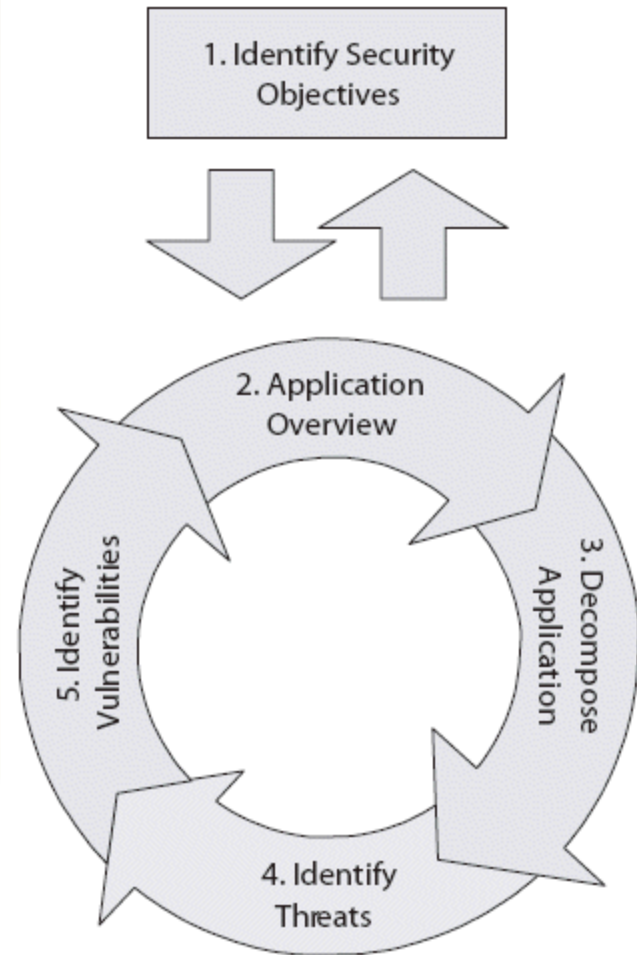 1. Identify Security
Objectives
2. Application
Overview
3. Decompose
Application
4. Identify
Threats
5. Identify
Vulnerabilities